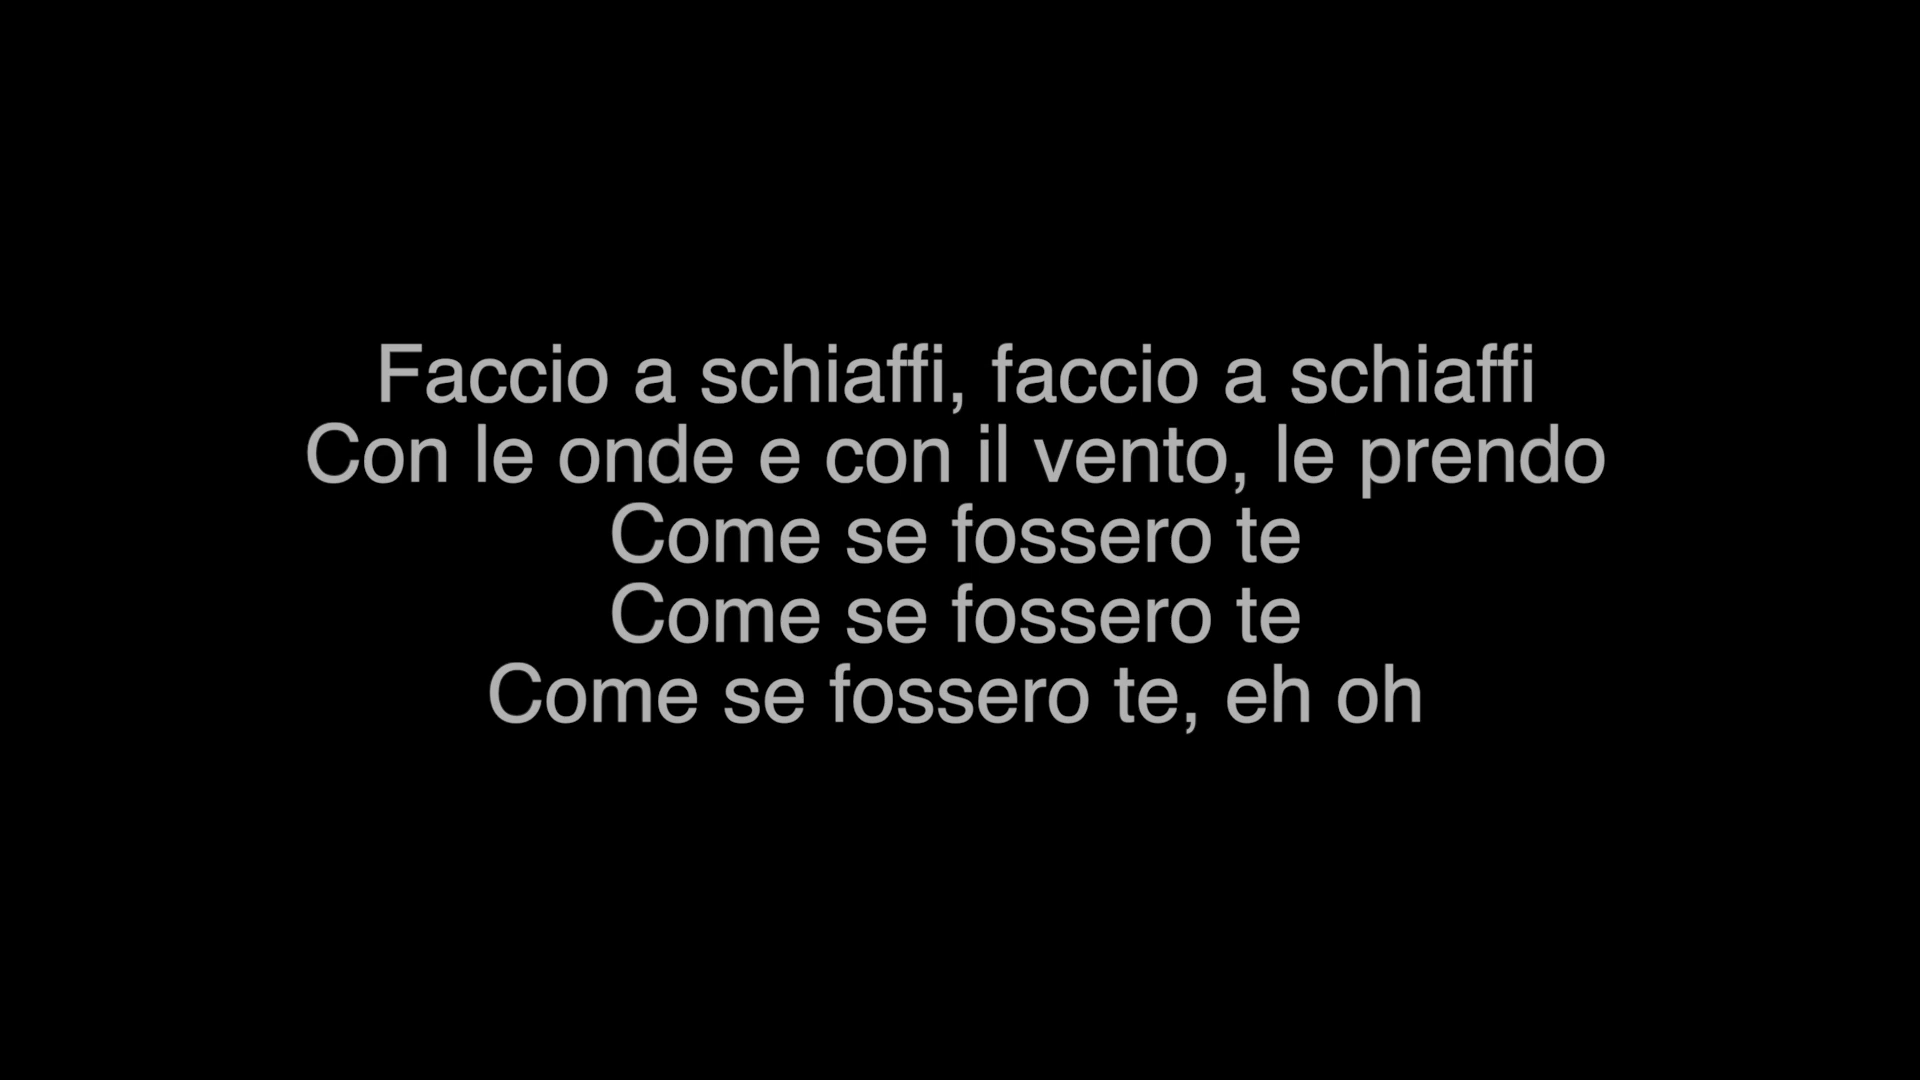 Faccio a schiaffi, faccio a schiaffi
Con le onde e con il vento, le prendo
Come se fossero te
Come se fossero te
Come se fossero te, eh oh